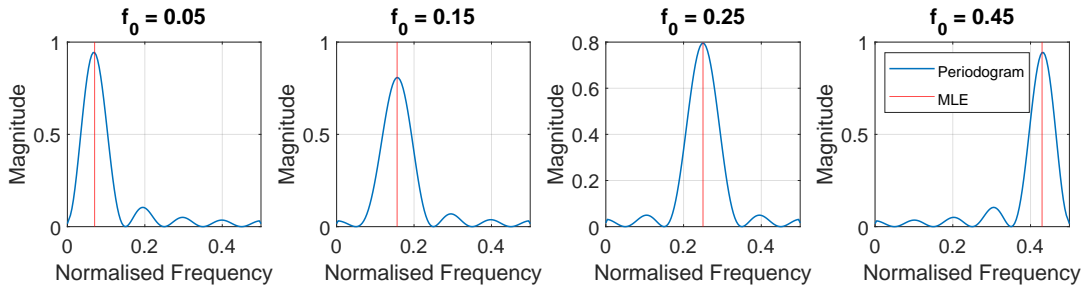 f0 = 0.05
Magnitude
1
0.5
0
0 0.2 0.4
Normalised Frequency
f0 = 0.15
Magnitude
1
0.5
0
0 0.2 0.4
Normalised Frequency
f0 = 0.25
Magnitude
0.8
0.6
0.4
0.2
0
0 0.2 0.4
Normalised Frequency
f0 = 0.45
Magnitude
1
0.5
0
Periodogram
MLE
0 0.2 0.4
Normalised Frequency